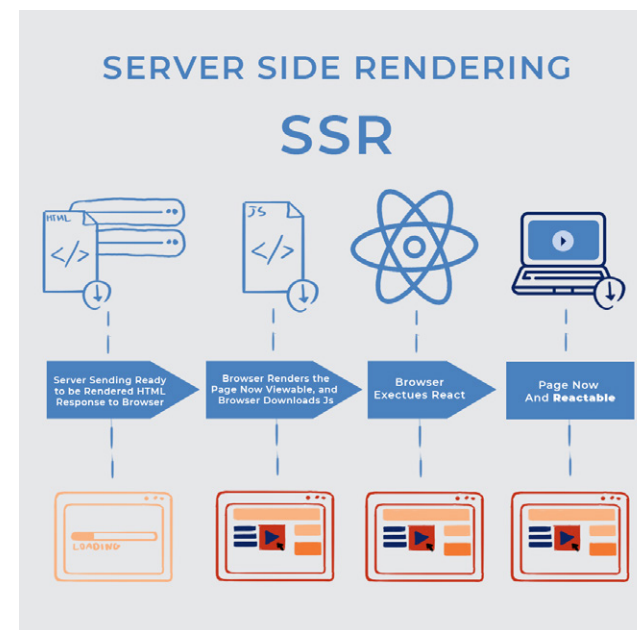 SERVER SIDE RENDERING
SSR
HTML
</>
JS
</>
Server Sending Ready
to be Rendered HTML
Response to Browser
Browser Renders the
Page Now Viewable, and
Browser Downloads Js
Browser
Exectues React
Page Now
And Reactable
LOADING